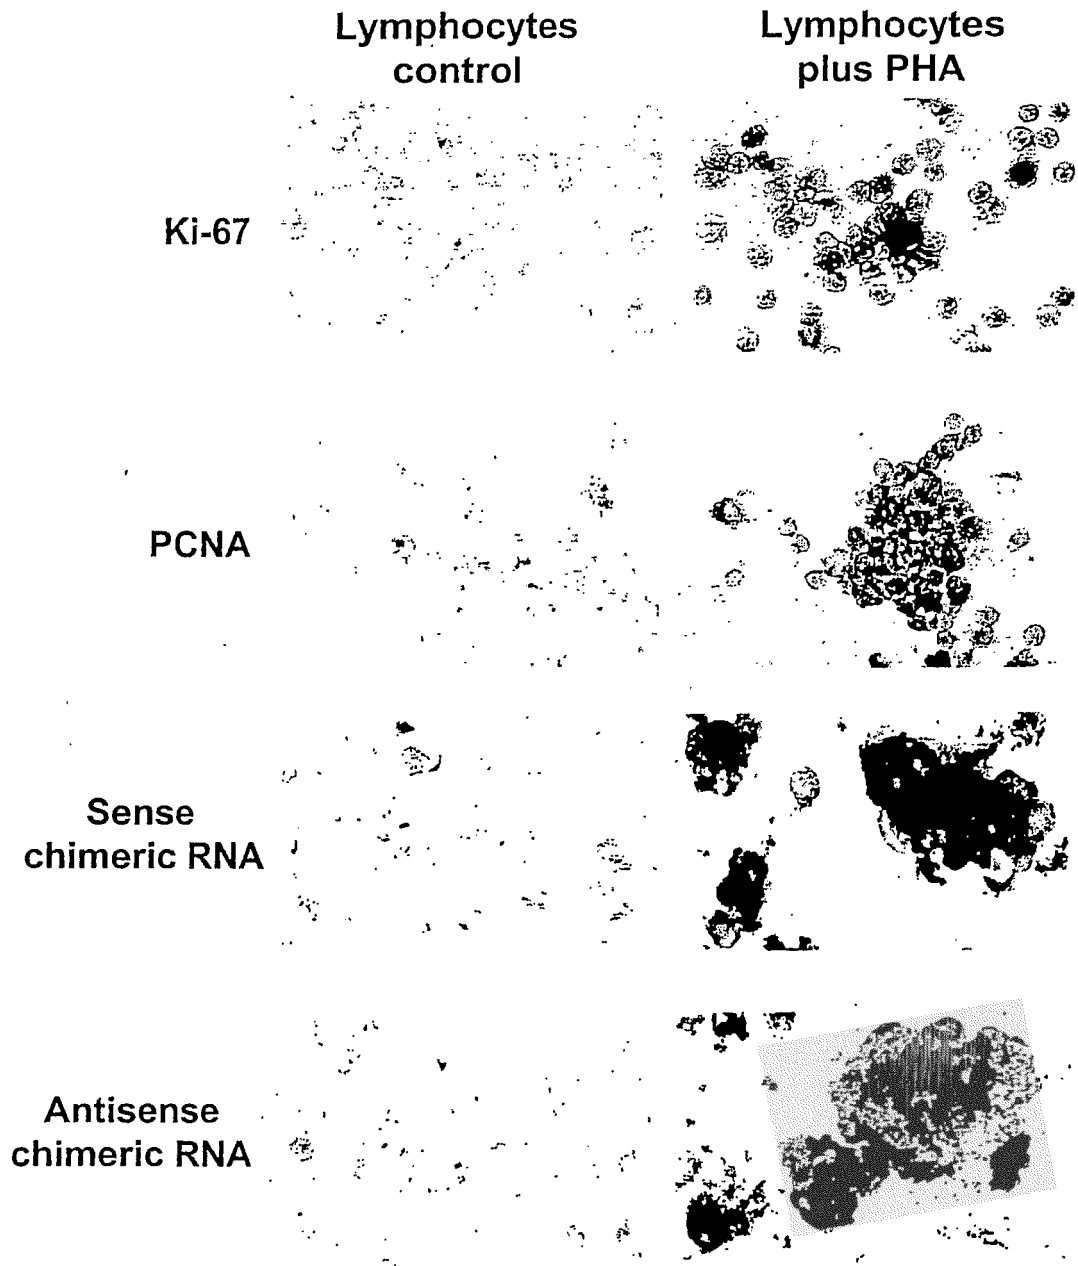 Lymphocytes
control
Lymphocytes
plus PHA
Ki-67
PCNA
Sense
chimeric RNA
Antisense
chimeric RNA